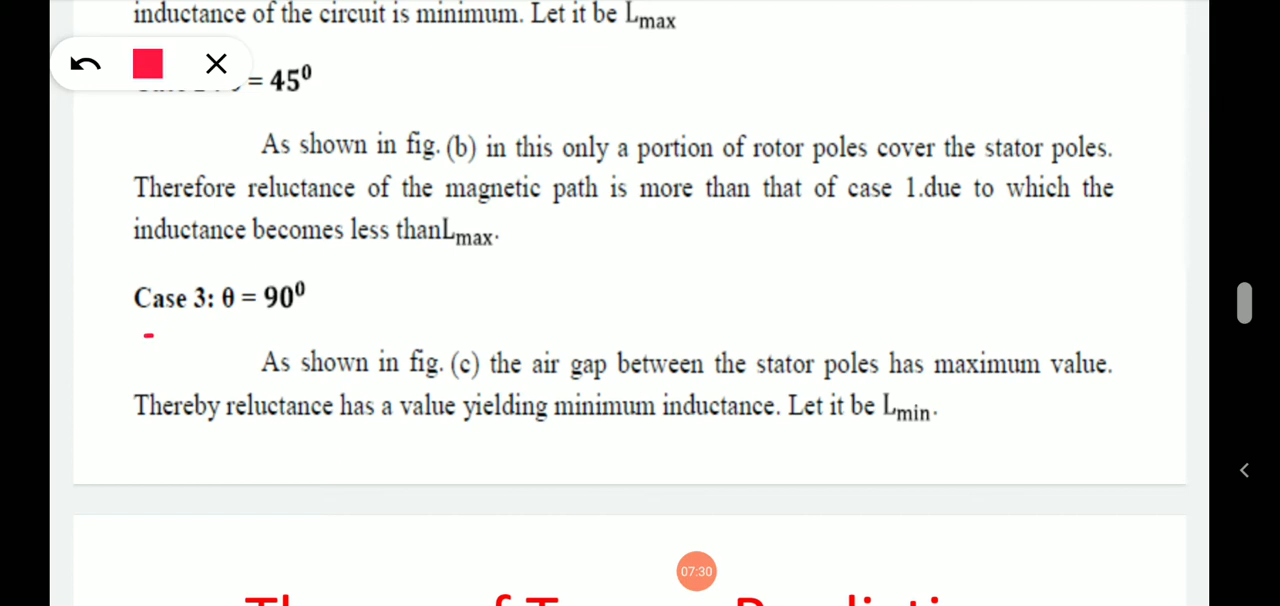 inductance of the circuit is minimum. Let it be Lmax
= 45⁰
As shown in fig. (b) in this only a portion of rotor poles cover the stator poles.
Therefore reluctance of the magnetic path is more than that of case 1.due to which the
inductance becomes less thanLmax.
Case 3: θ = 90⁰
As shown in fig. (c) the air gap between the stator poles has maximum value.
Thereby reluctance has a value yielding minimum inductance. Let it be Lmin.
07:30